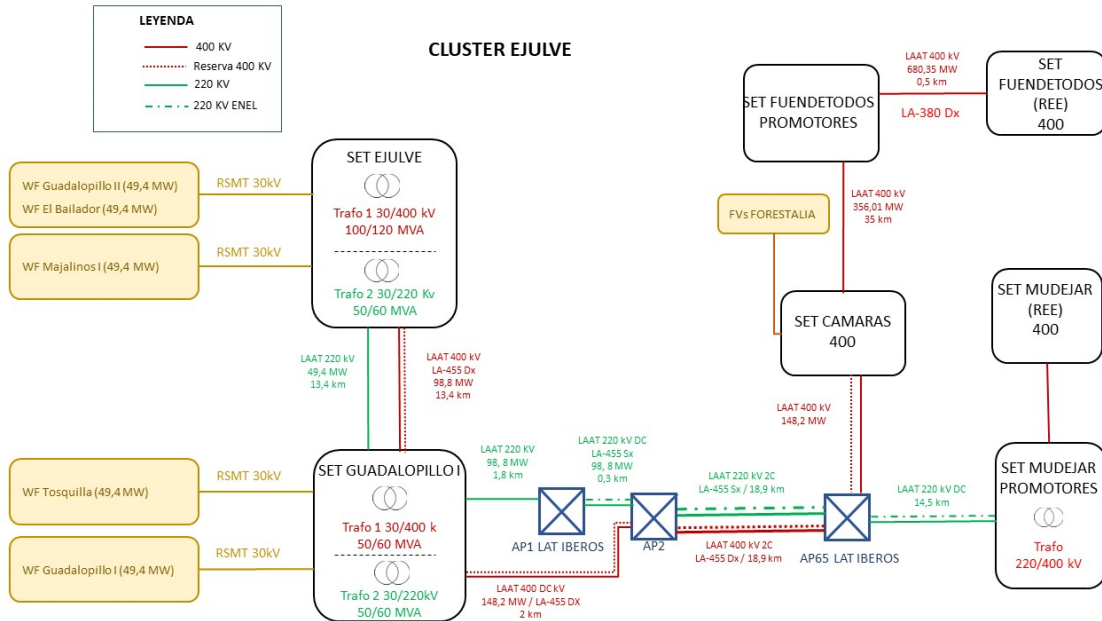 LEYENDA
400 KV
Reserva 400 KV
220 KV
220 KV ENEL
CLUSTER EJULVE
LAAT 400 kV
680,35 MW
0,5 km
LA-380 Dx
SET FUENDETODOS
PROMOTORES
SET
FUENDETODOS
(REE)
400
WF Guadalopillo II (49,4 MW)
WF El Bailador (49,4 MW)
RSMT 30kV
WF Majalinos I (49,4 MW)
RSMT 30kV
SET EJULVE
Trafo 1 30/400 kV
100/120 MVA
Trafo 2 30/220 Kv
50/60 MVA
LAAT 400 kV
356,01 MW
35 km
FVs FORESTALIA
SET CAMARAS
400
SET MUDEJAR
(REE)
400
LAAT 220 kV
49,4 MW
13,4 km
LAAT 400 kV
LA-455 Dx
98,8 MW
13,4 km
LAAT 400 kV
148,2 MW
WF Tosquilla (49,4MW)
RSMT 30kV
WF Guadalopillo I (49,4 MW)
RSMT 30kV
SET GUADALOPILLO I
Trafo 1 30/400 k
50/60 MVA
Trafo 2 30/220kV
50/60 MVA
LAAT 220 KV
98, 8 MW
1,8 km
LAAT 220 kV DC
LA-455 Sx
98, 8 MW
0,3 km
LAAT 220 kV 2C
LA-455 Sx / 18,9 km
LAAT 220 kV DC
14,5 km
AP1 LAT IBEROS
AP2
LAAT 400 kV 2C
LA-455 Dx / 18,9 km
AP65 LAT IBEROS
LAAT 400 DC kV
148,2 MW / LA-455 DX
2 km
SET MUDEJAR
PROMOTORES
Trafo
220/400 kV